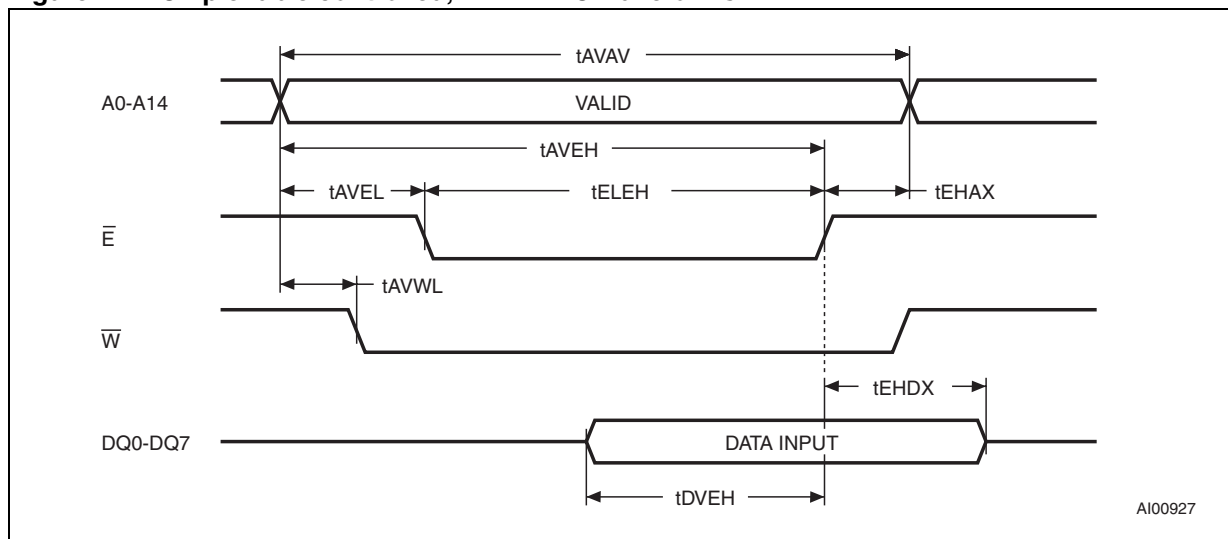 tAVAV
A0-A14
VALID
tAVEH
tAVEL
tELEH
tEHAX
E̅
tAVWL
W̅
tEHDX
DQ0-DQ7
DATA INPUT
tDVEH
AI00927